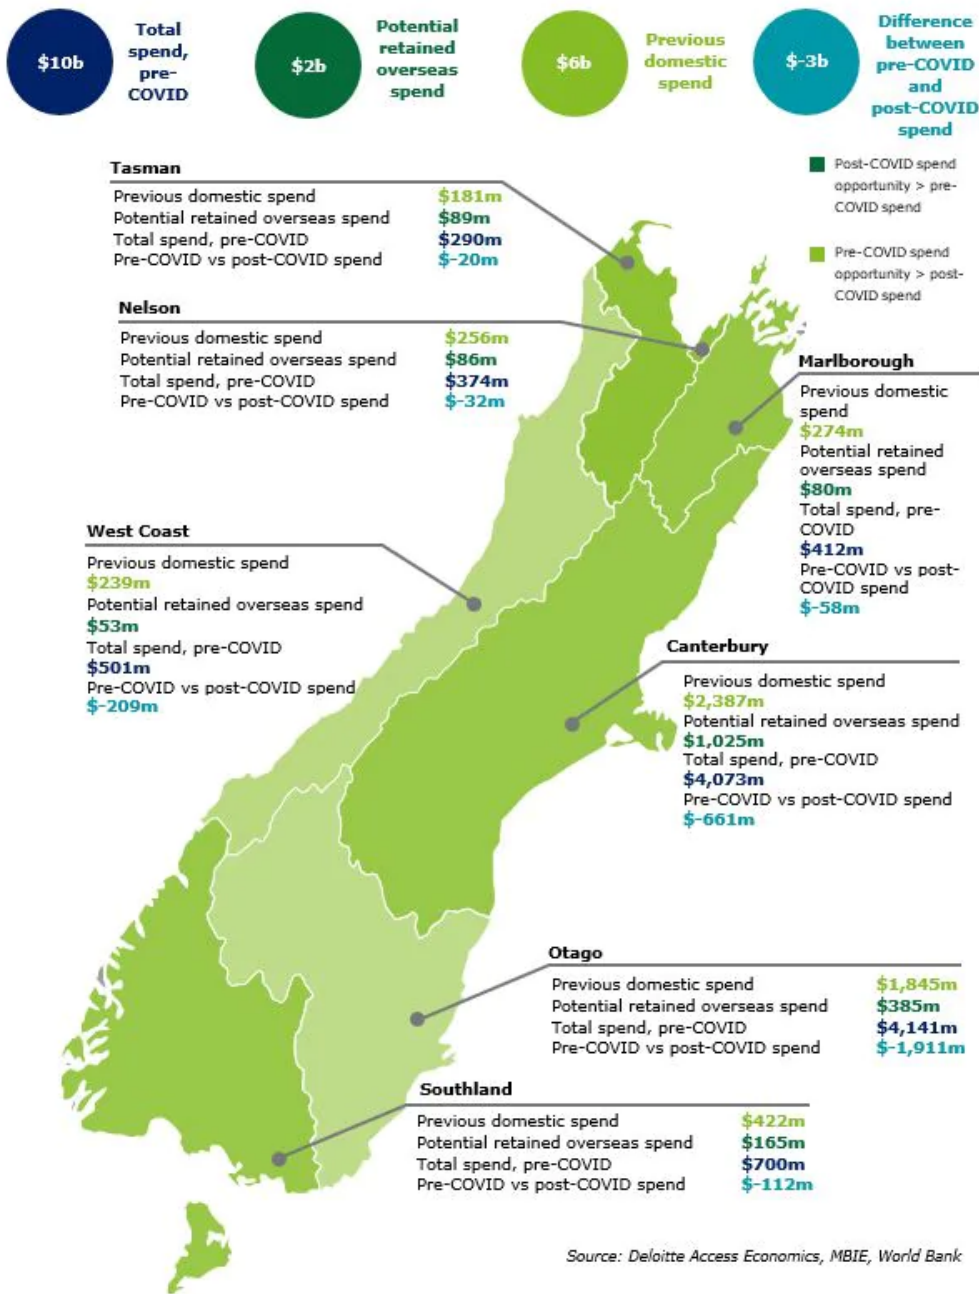 $10b
Total
spend,
pre-
COVID
$2b
Potential
retained
overseas
spend
$6b
Previous
domestic
spend
$-3b
Difference
between
pre-COVID
and
post-COVID
spend
Post-COVID spend
opportunity > pre-
COVID spend
Pre-COVID spend
opportunity > post-
COVID spend
Tasman
Previous domestic spend $181m
Potential retained overseas spend $89m
Total spend, pre-COVID $290m
Pre-COVID vs post-COVID spend $-20m
Nelson
Previous domestic spend $256m
Potential retained overseas spend $86m
Total spend, pre-COVID $374m
Pre-COVID vs post-COVID spend $-32m
Marlborough
Previous domestic
spend
$274m
Potential retained
overseas spend
$80m
Total spend, pre-
COVID
$412m
Pre-COVID vs post-
COVID spend
$-58m
West Coast
Previous domestic spend
$239m
Potential retained overseas spend
$53m
Total spend, pre-COVID
$501m
Pre-COVID vs post-COVID spend
$-209m
Canterbury
Previous domestic spend
$2,387m
Potential retained overseas spend
$1,025m
Total spend, pre-COVID
$4,073m
Pre-COVID vs post-COVID spend
$-661m
Otago
Previous domestic spend $1,845m
Potential retained overseas spend $385m
Total spend, pre-COVID $4,141m
Pre-COVID vs post-COVID spend $-1,911m
Southland
Previous domestic spend $422m
Potential retained overseas spend $165m
Total spend, pre-COVID $700m
Pre-COVID vs post-COVID spend $-112m
Source: Deloitte Access Economics, MBIE, World Bank